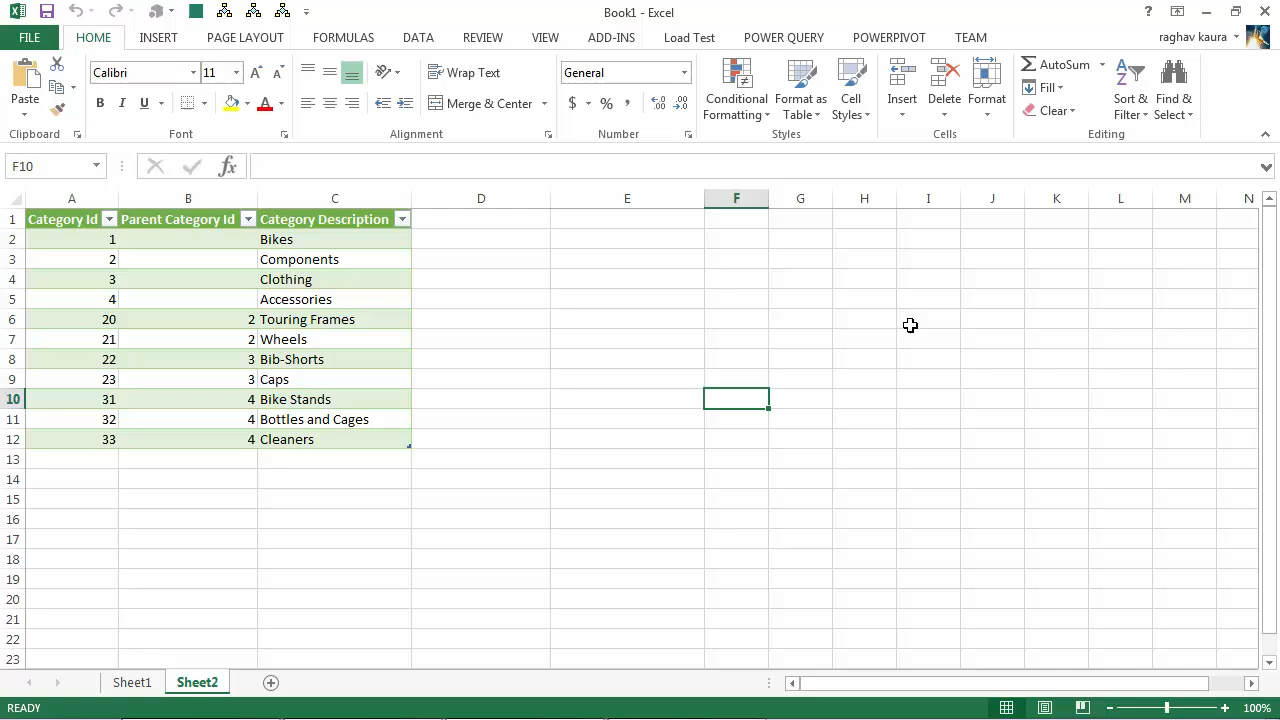 Book1 - Excel
FILE HOME INSERT PAGE LAYOUT FORMULAS DATA REVIEW VIEW ADD-INS Load Test POWER QUERY POWERPIVOT TEAM raghav kaura
Paste
Calibri 11
B I U A
Wrap Text
Merge & Center
General
$ % ,
Conditional Formatting
Format as Table
Cell Styles
Insert
Delete
Format
AutoSum
Fill
Clear
Sort & Filter
Find & Select
Clipboard Font Alignment Number Styles Cells Editing
F10 fx
A B C D E F G H I J K L M N
1 Category Id Parent Category Id Category Description
2 1 Bikes
3 2 Components
4 3 Clothing
5 4 Accessories
6 20 2 Touring Frames
7 21 2 Wheels
8 22 3 Bib-Shorts
9 23 3 Caps
10 31 4 Bike Stands
11 32 4 Bottles and Cages
12 33 4 Cleaners
13
14
15
16
17
18
19
20
21
22
23
Sheet1 Sheet2
READY 100%